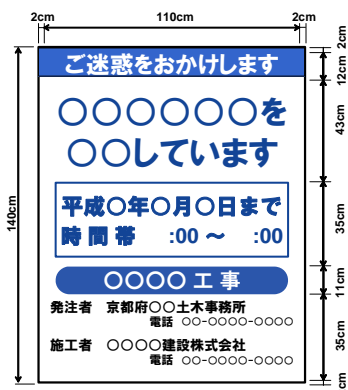 2cm 110cm 2cm
2cm
ご迷惑をおかけします
12cm
〇〇〇〇〇〇を
〇〇しています
43cm
140cm
平成〇年〇月〇日まで
時間帯 :00 ～ :00
35cm
〇〇〇〇工事
11cm
発注者 京都府〇〇土木事務所
電話 〇〇-〇〇〇〇-〇〇〇〇
施工者 〇〇〇〇建設株式会社
電話 〇〇-〇〇〇〇-〇〇〇〇
35cm
cm